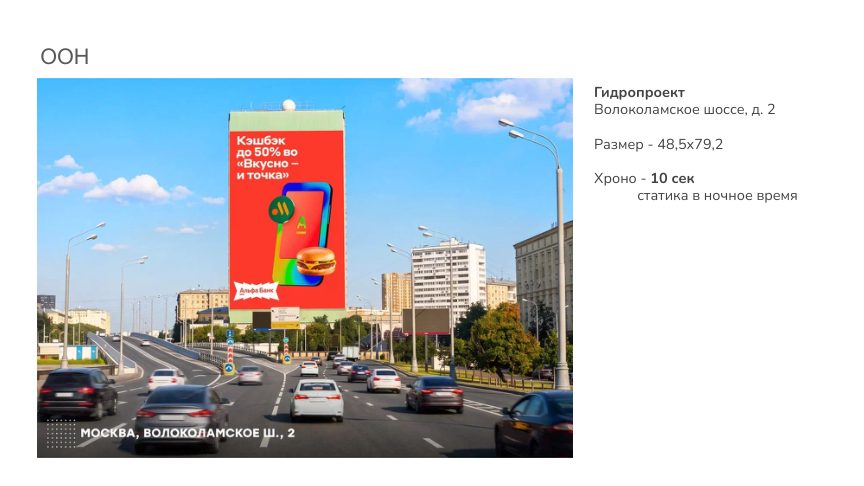 OOH
Гидропроект
Волоколамское шоссе, д. 2
Размер - 48,5x79,2
Хроно - 10 сек
статика в ночное время
Кэшбэк
до 50% во
«Вкусно –
и точка»
Альфа Банк
МОСКВА, ВОЛОКОЛАМСКОЕ Ш., 2